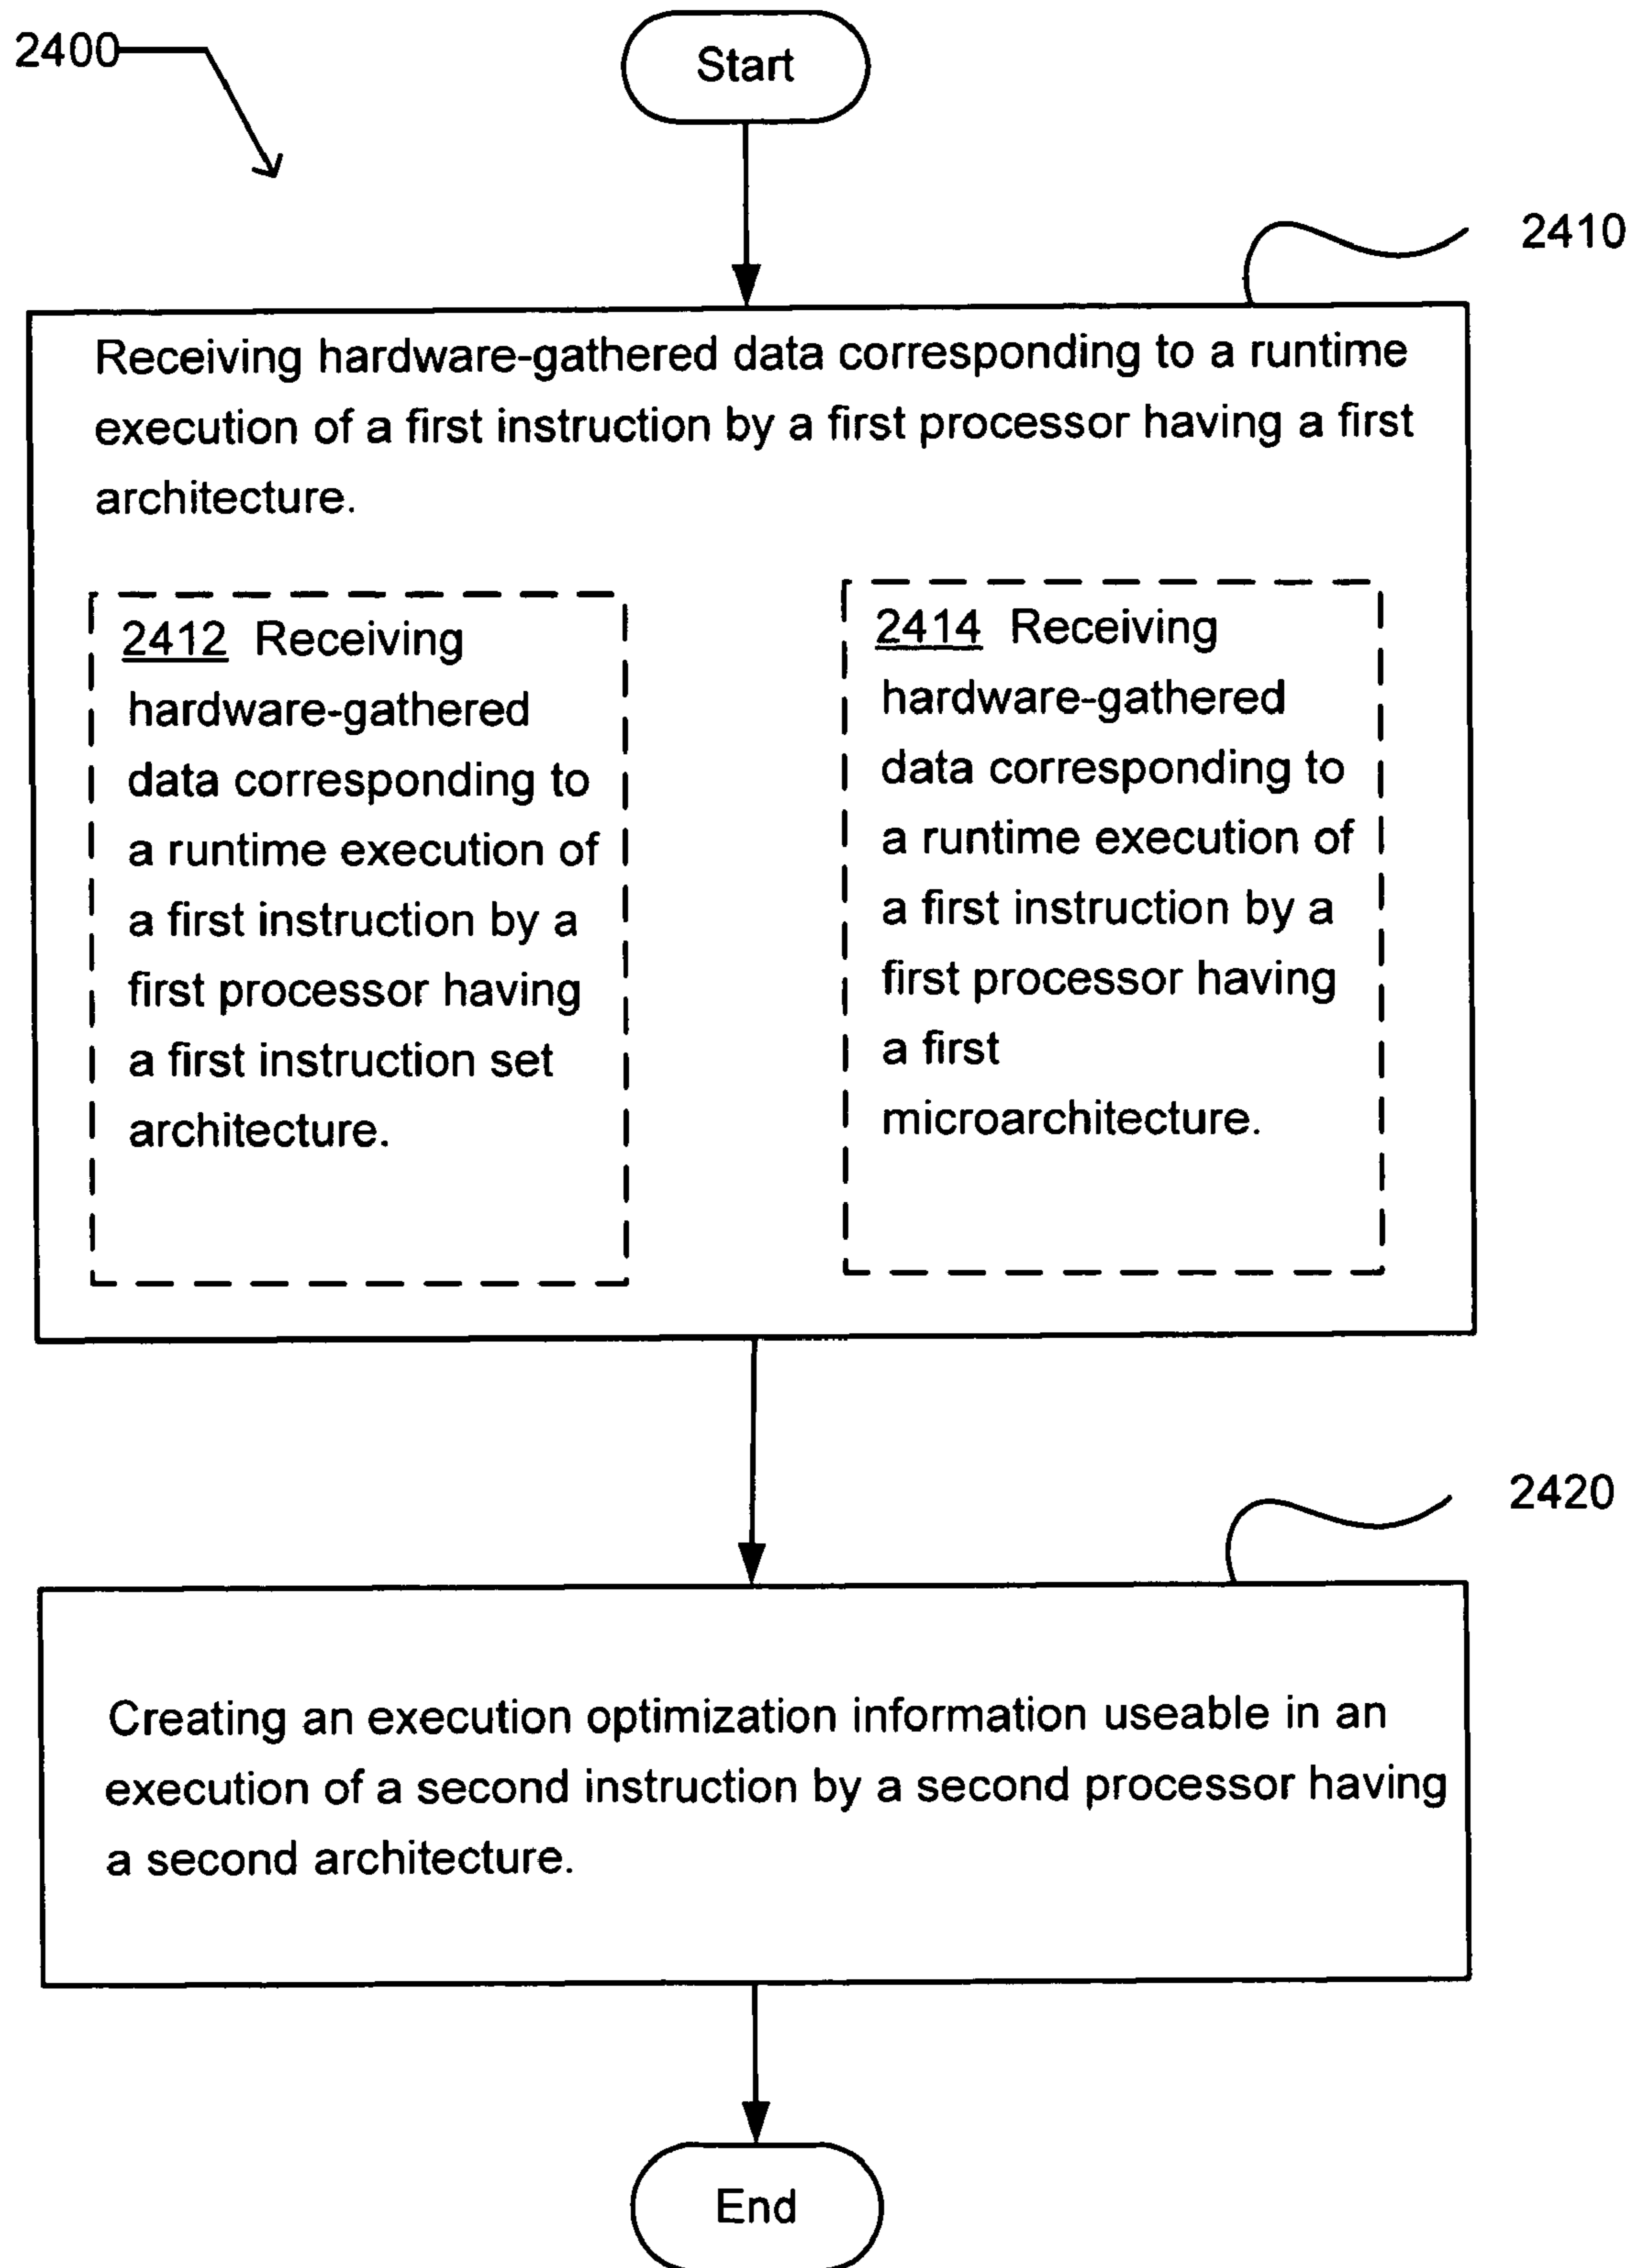 2400
Start
2410
Receiving hardware-gathered data corresponding to a runtime
execution of a first instruction by a first processor having a first
architecture.
2412 Receiving
hardware-gathered
data corresponding to
a runtime execution of
a first instruction by a
first processor having
a first instruction set
architecture.
2414 Receiving
hardware-gathered
data corresponding to
a runtime execution of
a first instruction by a
first processor having
a first
microarchitecture.
2420
Creating an execution optimization information useable in an
execution of a second instruction by a second processor having
a second architecture.
End